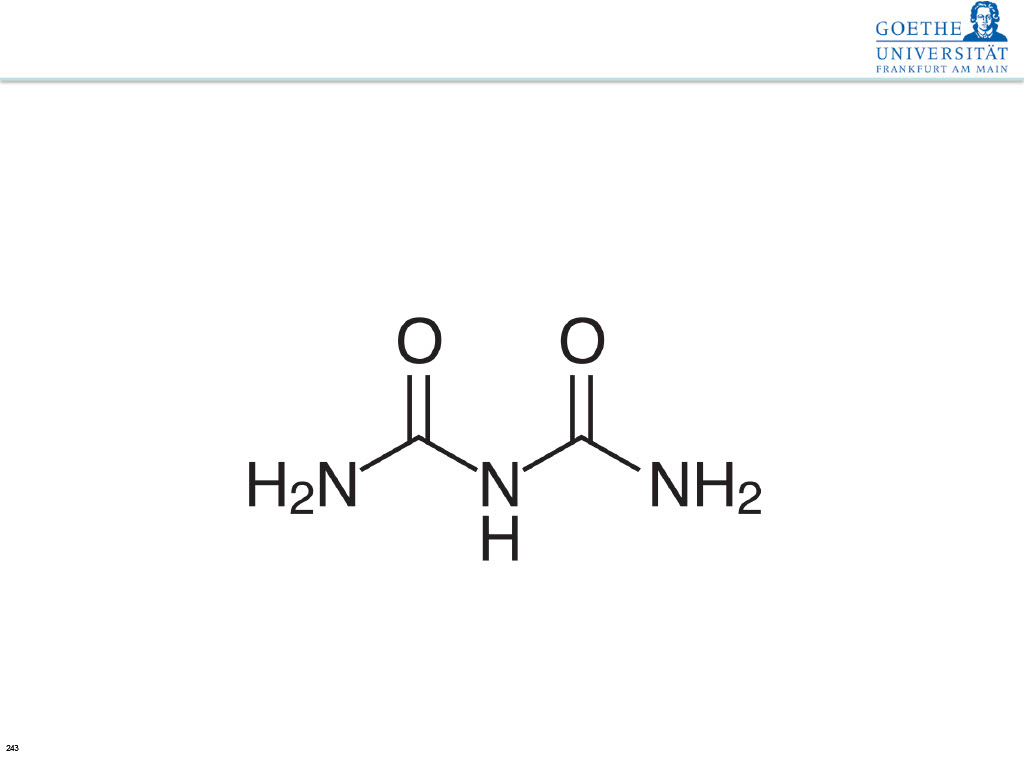 GOETHE
UNIVERSITÄT
FRANKFURT AM MAIN
O O
H2N N NH2
H
243